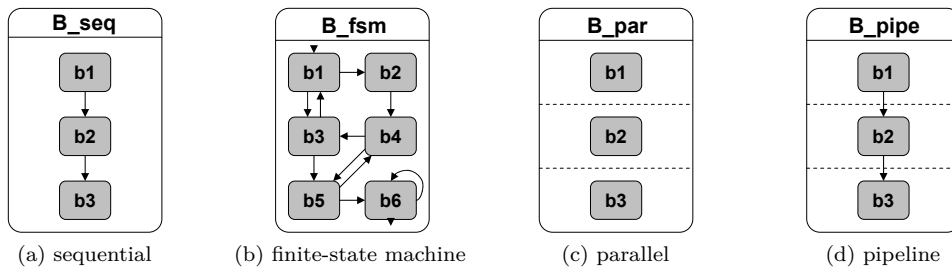 B_seq
b1
b2
b3
(a) sequential
B_fsm
b1 b2
b3 b4
b5 b6
(b) finite-state machine
B_par
b1
b2
b3
(c) parallel
B_pipe
b1
b2
b3
(d) pipeline